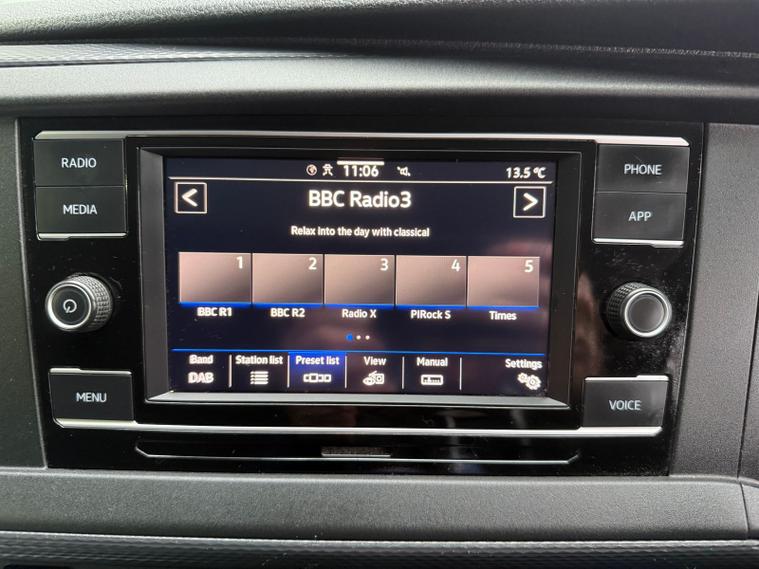 RADIO
MEDIA
MENU
PHONE
APP
VOICE
11:06
13.5 °C
BBC Radio3
Relax into the day with classical
1 2 3 4 5
BBC R1 BBC R2 Radio X PlRock S Times
Band Station list Preset list View Manual Settings
DAB